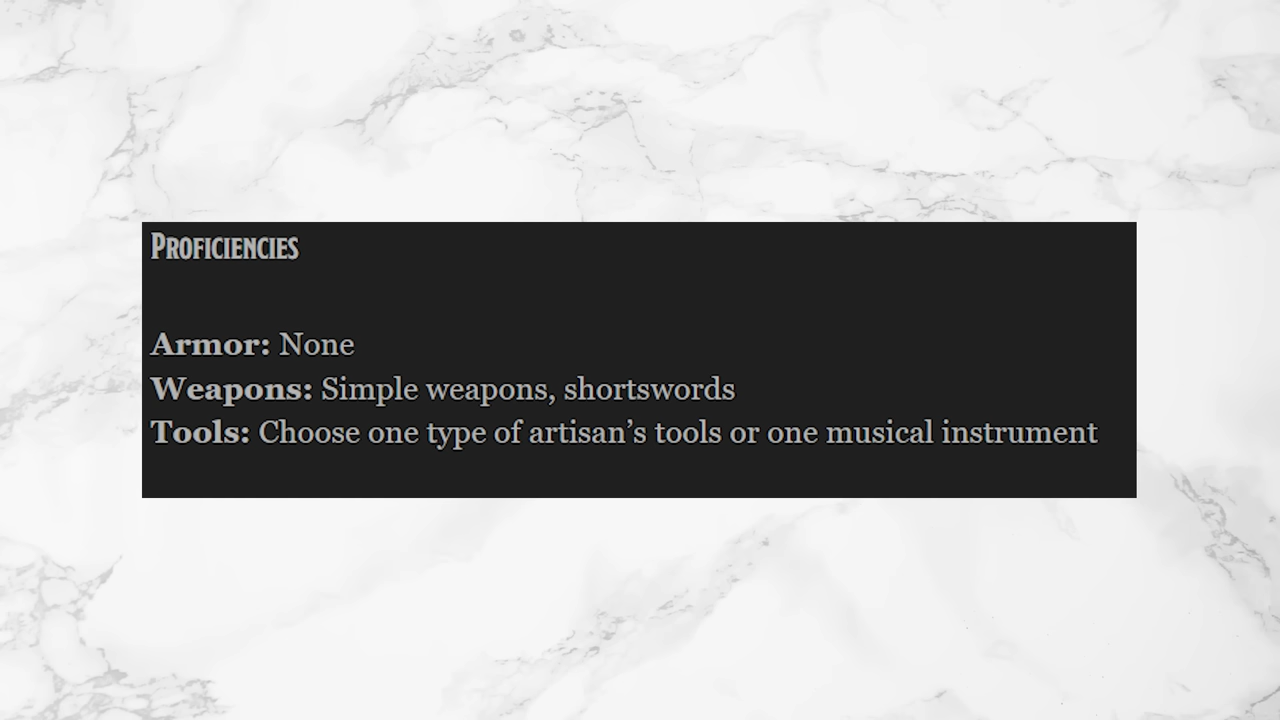 Proficiencies
Armor: None
Weapons: Simple weapons, shortswords
Tools: Choose one type of artisan’s tools or one musical instrument